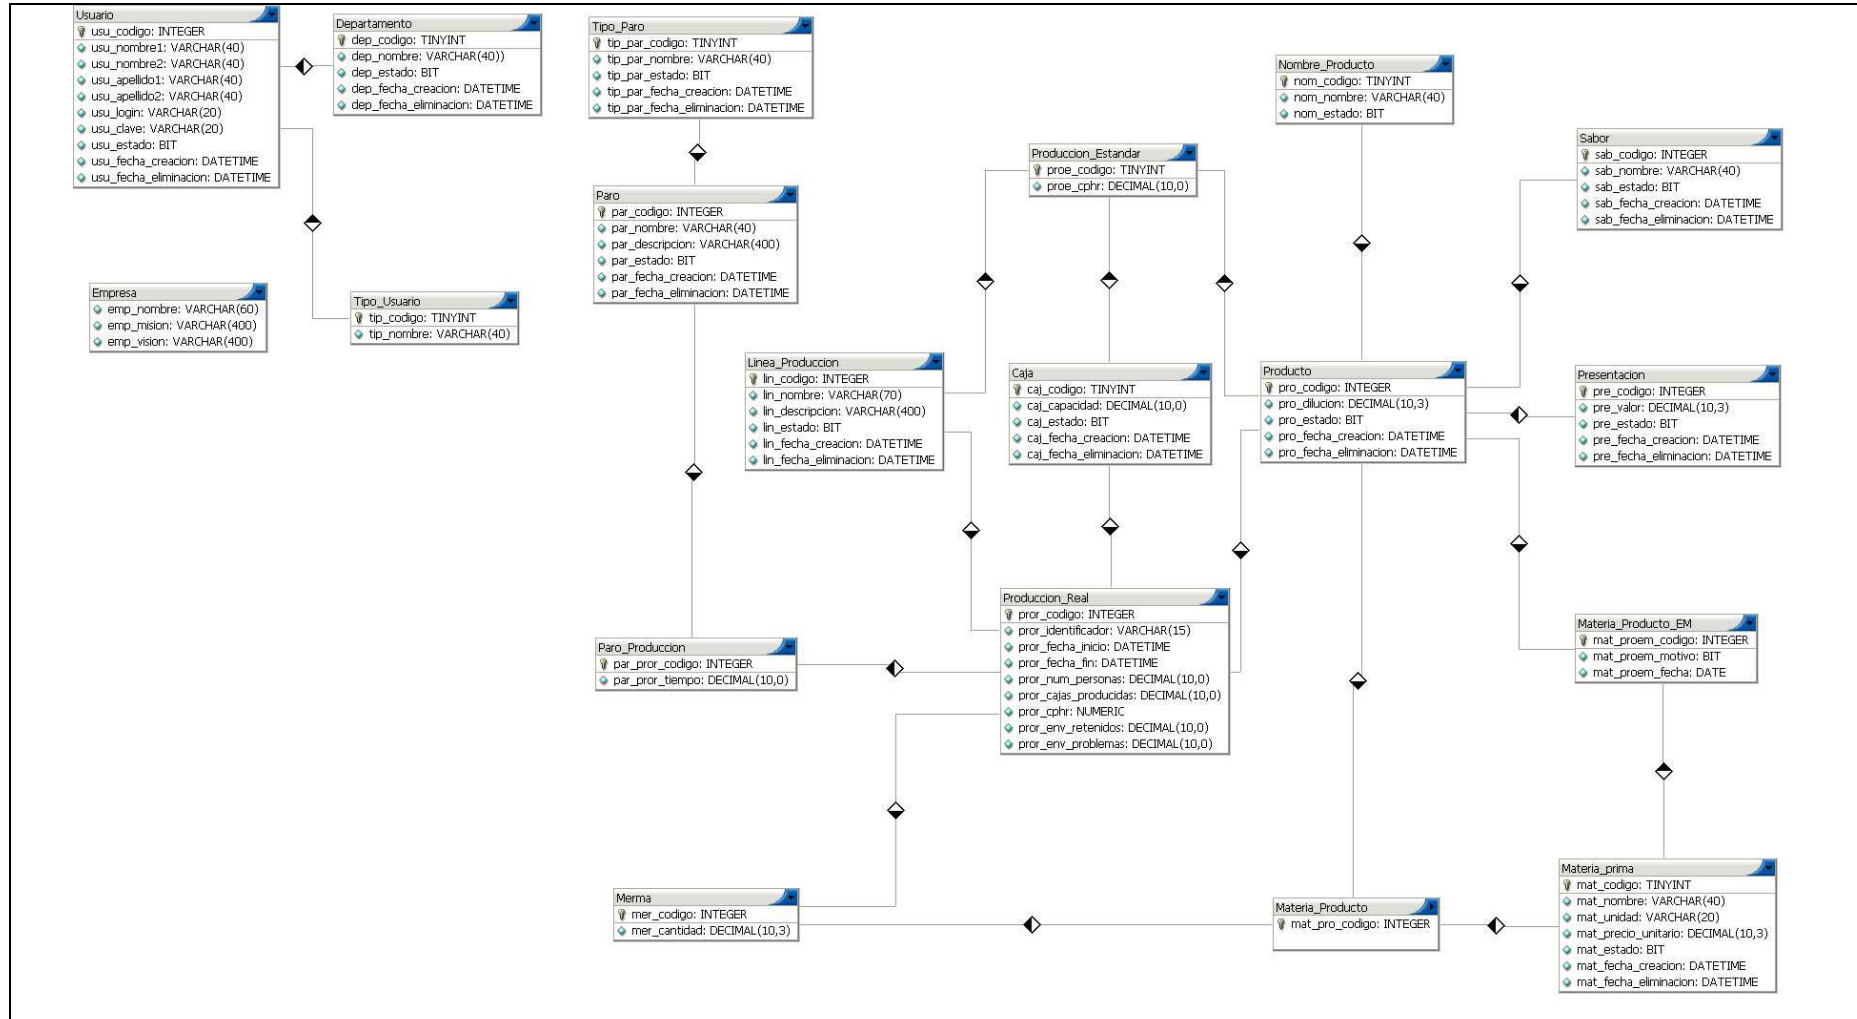 Usuario
usu_codigo: INTEGER
usu_nombre1: VARCHAR(40)
usu_nombre2: VARCHAR(40)
usu_apellido1: VARCHAR(40)
usu_apellido2: VARCHAR(40)
usu_login: VARCHAR(20)
usu_clave: VARCHAR(20)
usu_estado: BIT
usu_fecha_creacion: DATETIME
usu_fecha_eliminacion: DATETIME
Departamento
dep_codigo: TINYINT
dep_nombre: VARCHAR(40))
dep_estado: BIT
dep_fecha_creacion: DATETIME
dep_fecha_eliminacion: DATETIME
Tipo_Paro
tip_par_codigo: TINYINT
tip_par_nombre: VARCHAR(40)
tip_par_estado: BIT
tip_par_fecha_creacion: DATETIME
tip_par_fecha_eliminacion: DATETIME
Nombre_Producto
nom_codigo: TINYINT
nom_nombre: VARCHAR(40)
nom_estado: BIT
Produccion_Estandar
proe_codigo: TINYINT
proe_cphr: DECIMAL(10,0)
Sabor
sab_codigo: INTEGER
sab_nombre: VARCHAR(40)
sab_estado: BIT
sab_fecha_creacion: DATETIME
sab_fecha_eliminacion: DATETIME
Paro
par_codigo: INTEGER
par_nombre: VARCHAR(40)
par_descripcion: VARCHAR(400)
par_estado: BIT
par_fecha_creacion: DATETIME
par_fecha_eliminacion: DATETIME
Empresa
emp_nombre: VARCHAR(60)
emp_mision: VARCHAR(400)
emp_vision: VARCHAR(400)
Tipo_Usuario
tip_codigo: TINYINT
tip_nombre: VARCHAR(40)
Linea_Produccion
lin_codigo: INTEGER
lin_nombre: VARCHAR(70)
lin_descripcion: VARCHAR(400)
lin_estado: BIT
lin_fecha_creacion: DATETIME
lin_fecha_eliminacion: DATETIME
Caja
caj_codigo: TINYINT
caj_capacidad: DECIMAL(10,0)
caj_estado: BIT
caj_fecha_creacion: DATETIME
caj_fecha_eliminacion: DATETIME
Producto
pro_codigo: INTEGER
pro_dilucion: DECIMAL(10,3)
pro_estado: BIT
pro_fecha_creacion: DATETIME
pro_fecha_eliminacion: DATETIME
Presentacion
pre_codigo: INTEGER
pre_valor: DECIMAL(10,3)
pre_estado: BIT
pre_fecha_creacion: DATETIME
pre_fecha_eliminacion: DATETIME
Produccion_Real
pror_codigo: INTEGER
pror_identificador: VARCHAR(15)
pror_fecha_inicio: DATETIME
pror_fecha_fin: DATETIME
pror_num_personas: DECIMAL(10,0)
pror_cajas_producidas: DECIMAL(10,0)
pror_cphr: NUMERIC
pror_env_retenidos: DECIMAL(10,0)
pror_env_problemas: DECIMAL(10,0)
Paro_Produccion
par_pror_codigo: INTEGER
par_pror_tiempo: DECIMAL(10,0)
Materia_Producto_EM
mat_proem_codigo: INTEGER
mat_proem_motivo: BIT
mat_proem_fecha: DATE
Merma
mer_codigo: INTEGER
mer_cantidad: DECIMAL(10,3)
Materia_Producto
mat_pro_codigo: INTEGER
Materia_prima
mat_codigo: TINYINT
mat_nombre: VARCHAR(40)
mat_unidad: VARCHAR(20)
mat_precio_unitario: DECIMAL(10,3)
mat_estado: BIT
mat_fecha_creacion: DATETIME
mat_fecha_eliminacion: DATETIME